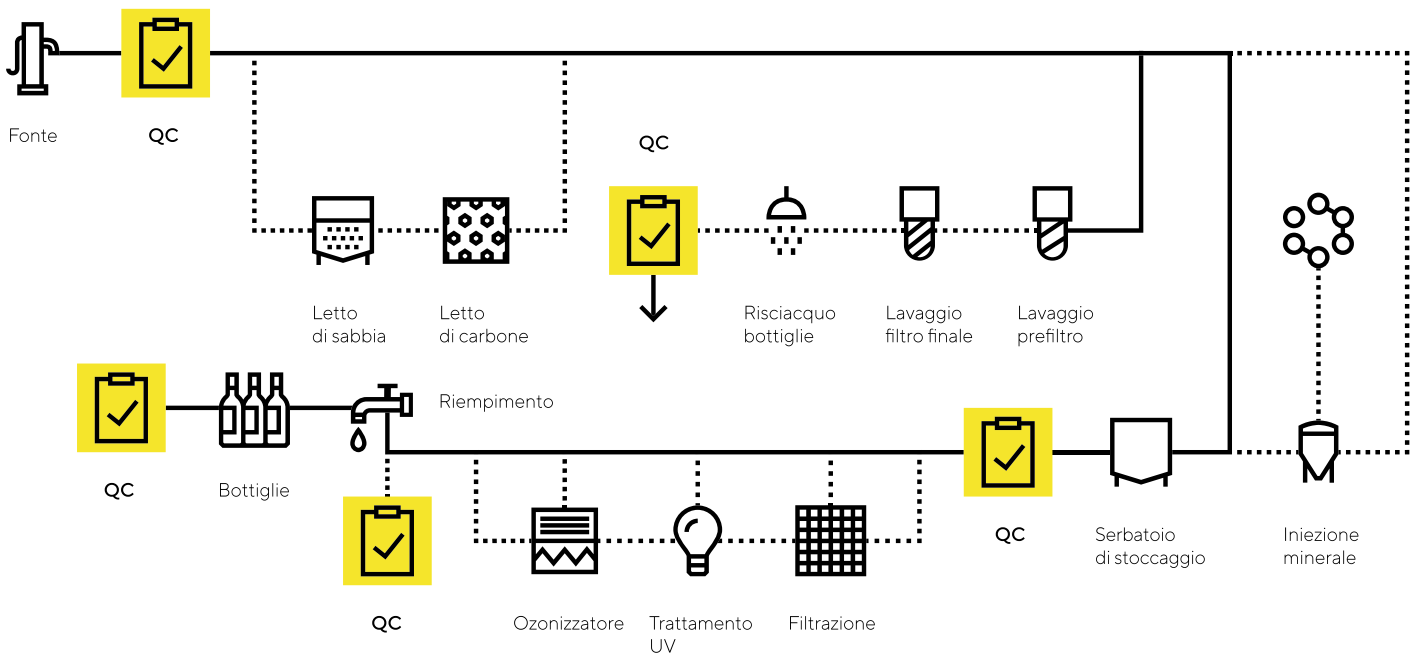 Fonte
QC
QC
Letto
di sabbia
Letto
di carbone
Risciacquo
bottiglie
Lavaggio
filtro finale
Lavaggio
prefiltro
Riempimento
QC
Bottiglie
QC
Serbatoio
di stoccaggio
Iniezione
minerale
QC
Ozonizzatore
Trattamento
UV
Filtrazione